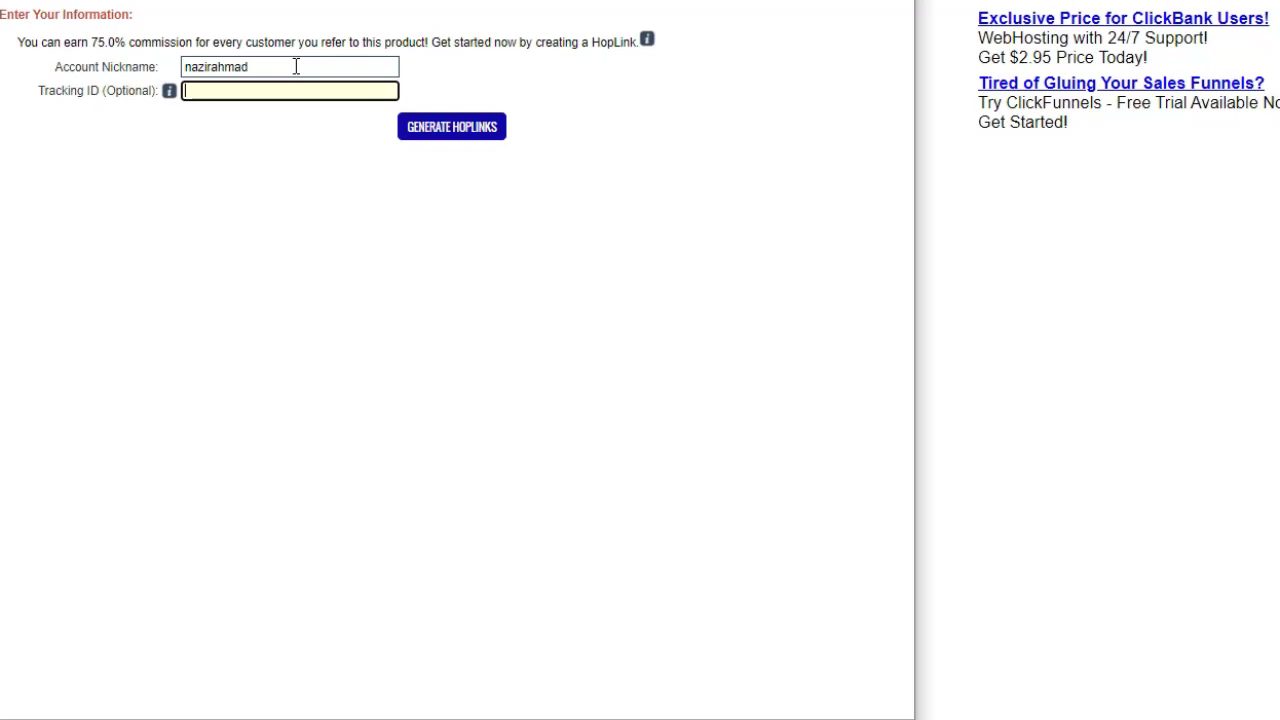 Enter Your Information:
You can earn 75.0% commission for every customer you refer to this product! Get started now by creating a HopLink. i
Account Nickname: nazirahmad
Tracking ID (Optional): i
GENERATE HOPLINKS
Exclusive Price for ClickBank Users!
WebHosting with 24/7 Support!
Get $2.95 Price Today!
Tired of Gluing Your Sales Funnels?
Try ClickFunnels - Free Trial Available
Get Started!